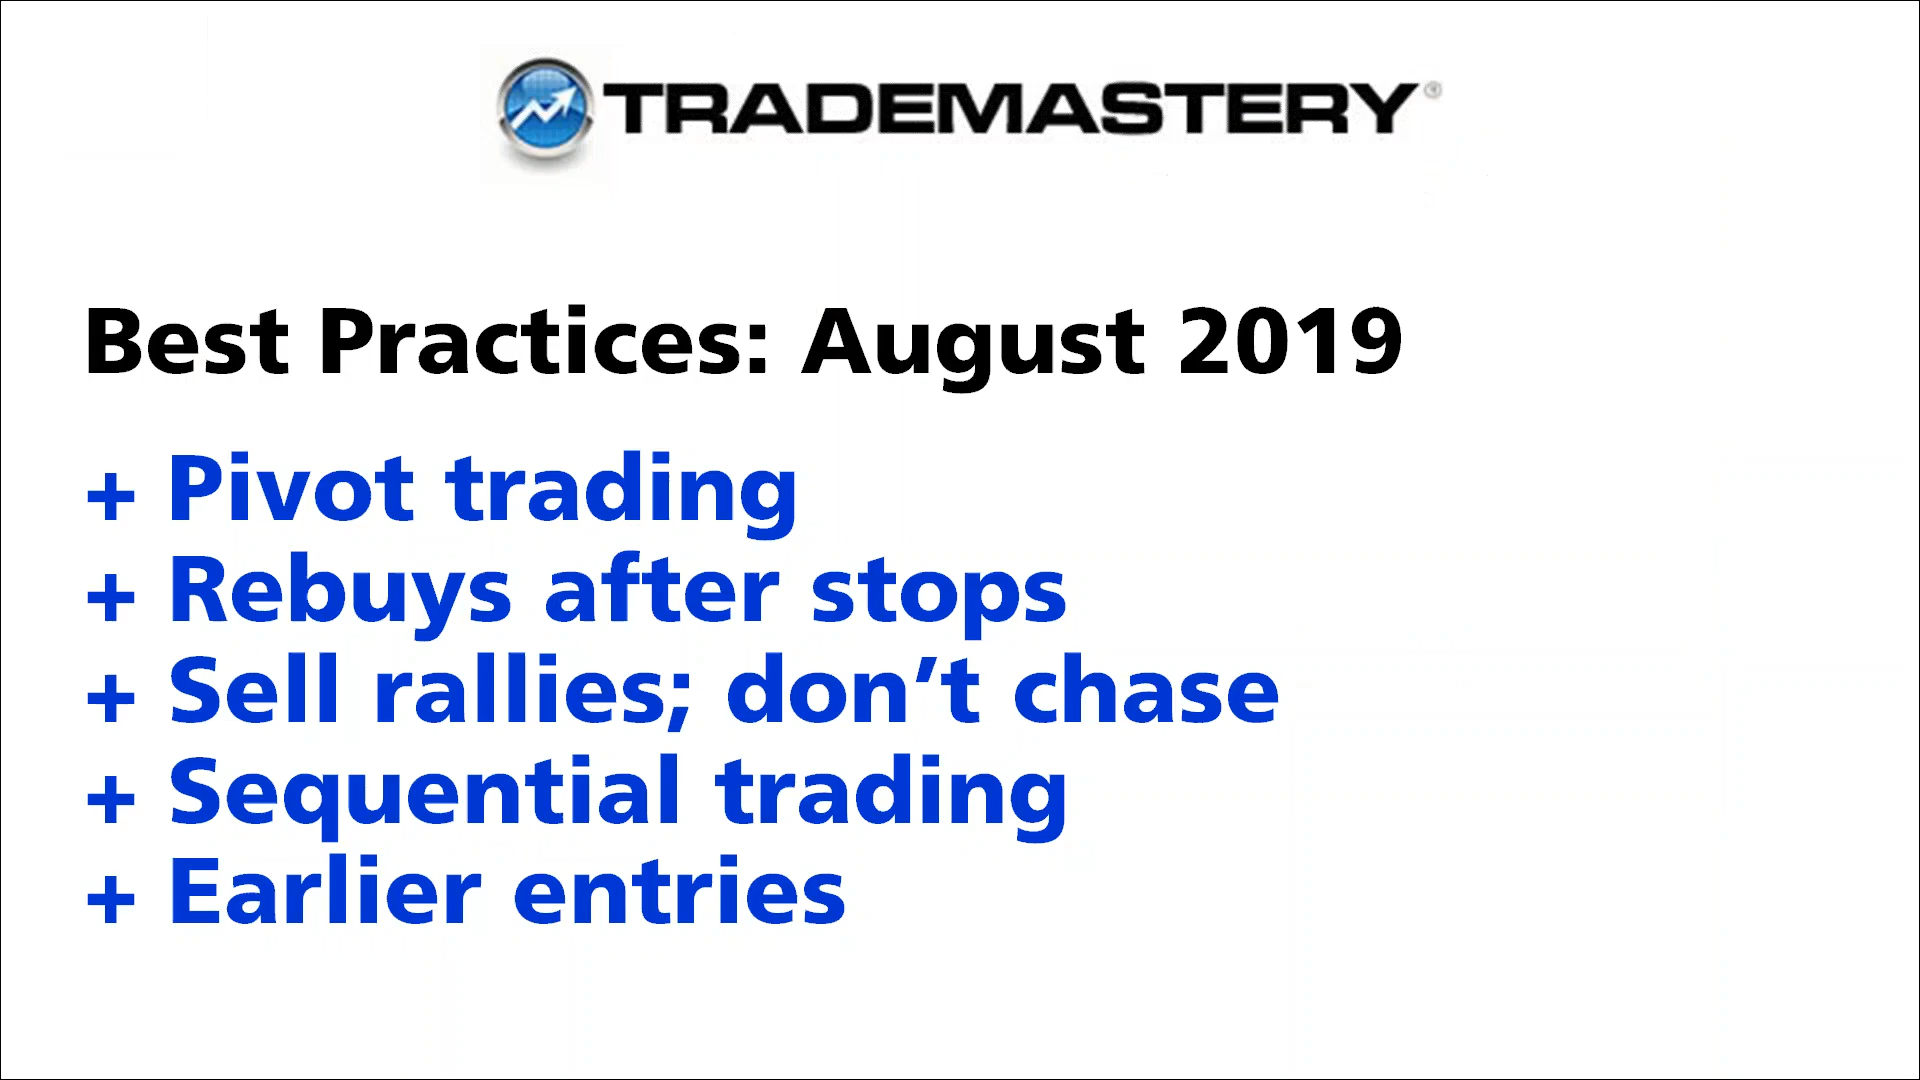 TRADEMASTERY®
Best Practices: August 2019
+ Pivot trading
+ Rebuys after stops
+ Sell rallies; don’t chase
+ Sequential trading
+ Earlier entries